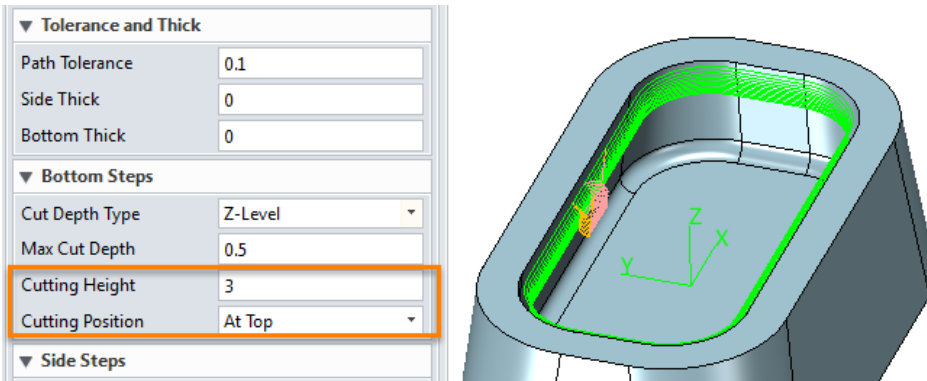 ▼ Tolerance and Thick
Path Tolerance 0.1
Side Thick 0
Bottom Thick 0
▼ Bottom Steps
Cut Depth Type Z-Level
Max Cut Depth 0.5
Cutting Height 3
Cutting Position At Top
▼ Side Steps
Z
X
Y